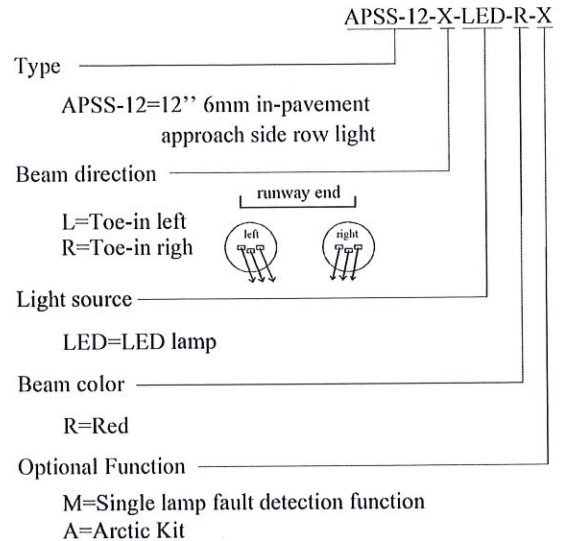 APSS-12-X-LED-R-X
Type
APSS-12=12’’ 6mm in-pavement
approach side row light
Beam direction
runway end
L=Toe-in left
R=Toe-in righ
left
right
Light source
LED=LED lamp
Beam color
R=Red
Optional Function
M=Single lamp fault detection function
A=Arctic Kit